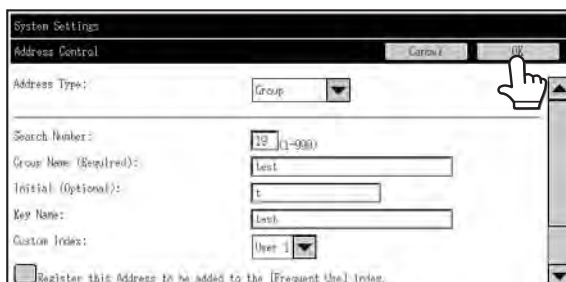 System Settings
Address Control Cancel OK
Address Type: Group
Search Number: 19 (1-999)
Group Name (Required): test
Initial (Optional): t
Key Name: test
Custom Index: User 1
Register this Address to be added to the [Frequent Use] index.